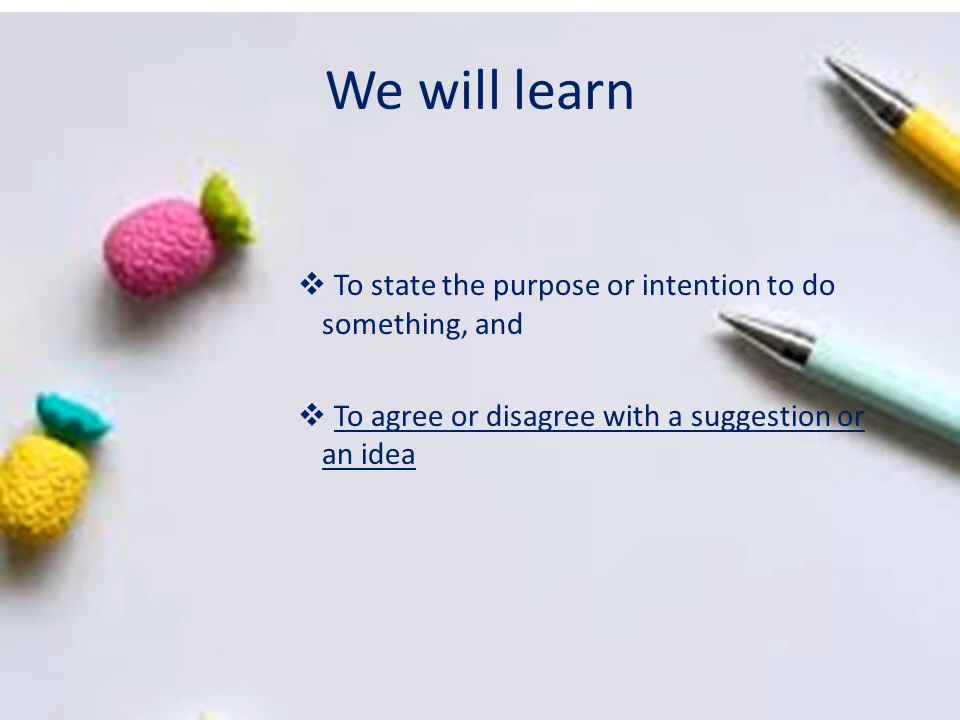 We will learn
❖ To state the purpose or intention to do
something, and
❖ To agree or disagree with a suggestion or
an idea